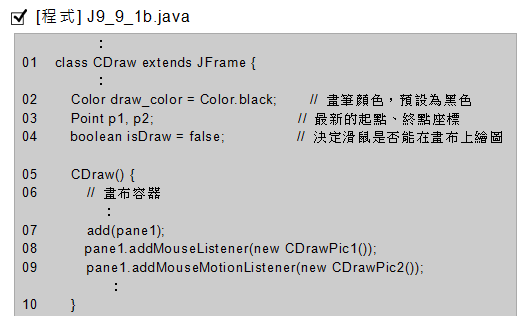 [程式] J9_9_1b.java
:
01 class CDraw extends JFrame {
:
02 Color draw_color = Color.black; // 畫筆顏色，預設為黑色
03 Point p1, p2; // 最新的起點、終點座標
04 boolean isDraw = false; // 決定滑鼠是否能在畫布上繪圖
05 CDraw() {
06 // 畫布容器
:
07 add(pane1);
08 pane1.addMouseListener(new CDrawPic1());
09 pane1.addMouseMotionListener(new CDrawPic2());
:
10 }